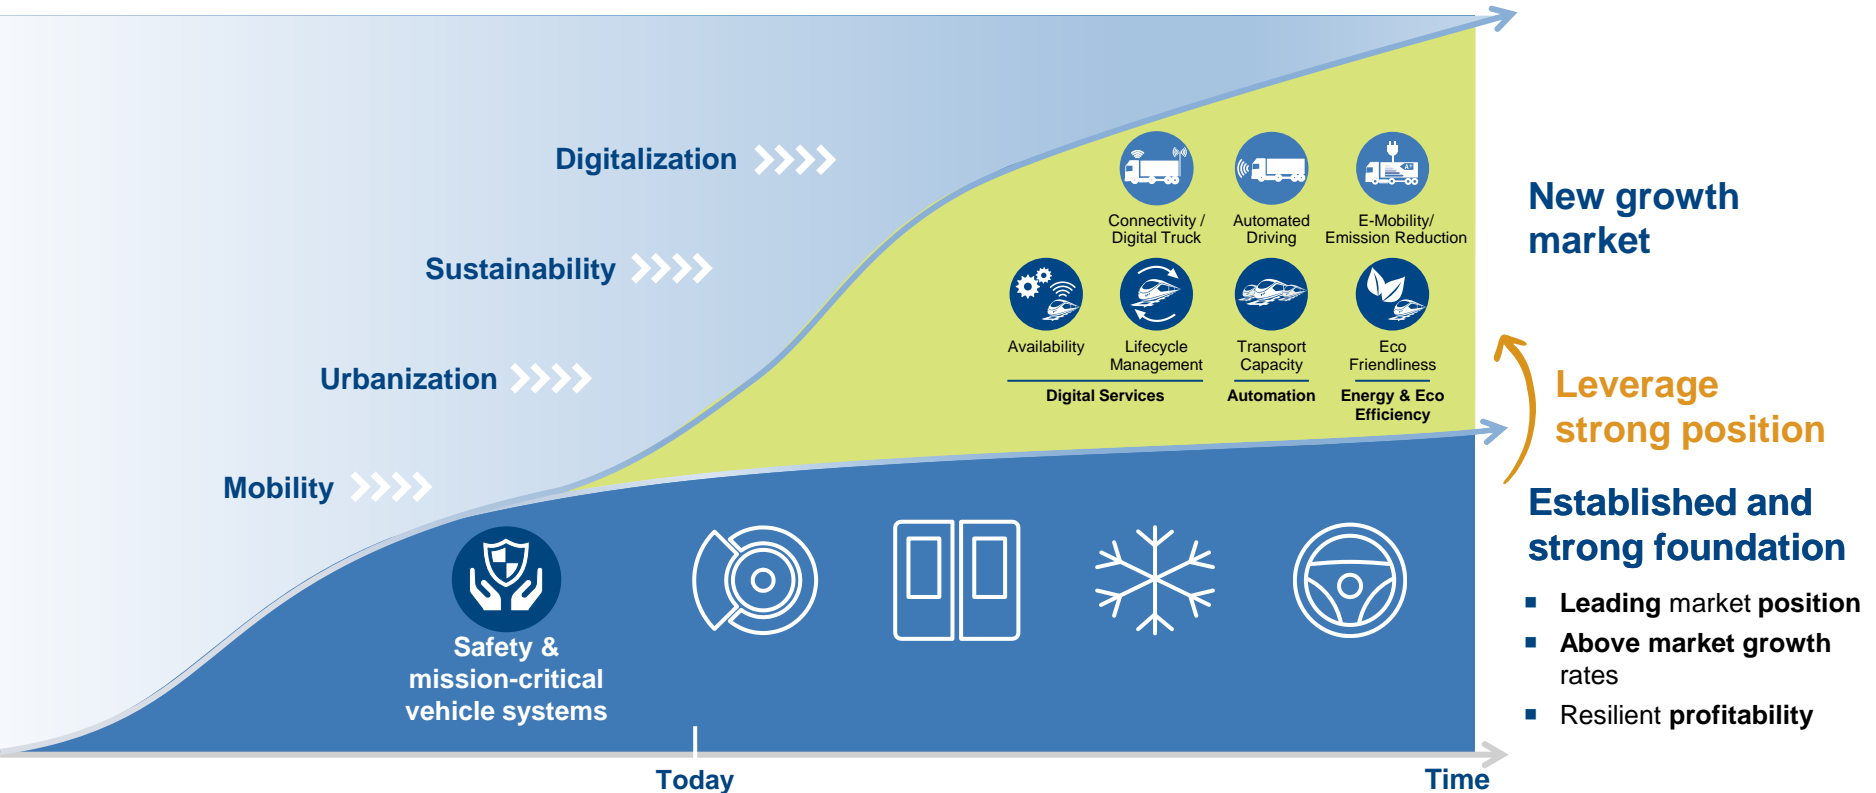 Digitalization
Sustainability
Urbanization
Mobility
Connectivity /
Digital Truck
Automated
Driving
E-Mobility/
Emission Reduction
Availability
Lifecycle
Management
Transport
Capacity
Eco
Friendliness
Digital Services
Automation
Energy & Eco
Efficiency
New growth
market
Leverage
strong position
Established and
strong foundation
Leading market position
Above market growth
rates
Resilient profitability
Safety &
mission-critical
vehicle systems
Today
Time